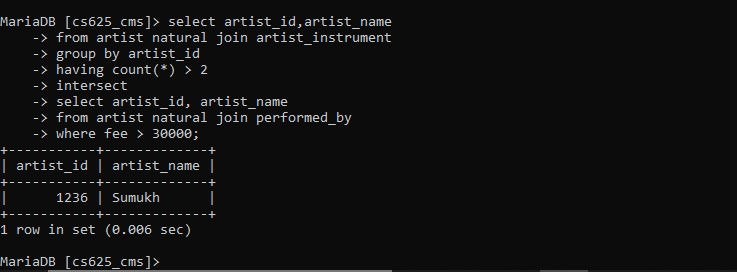 MariaDB [cs625_cms]> select artist_id,artist_name
    -> from artist natural join artist_instrument
    -> group by artist_id
    -> having count(*) > 2
    -> intersect
    -> select artist_id, artist_name
    -> from artist natural join performed_by
    -> where fee > 30000;
+-----------+-------------+
| artist_id | artist_name |
+-----------+-------------+
|      1236 | Sumukh      |
+-----------+-------------+
1 row in set (0.006 sec)

MariaDB [cs625_cms]>